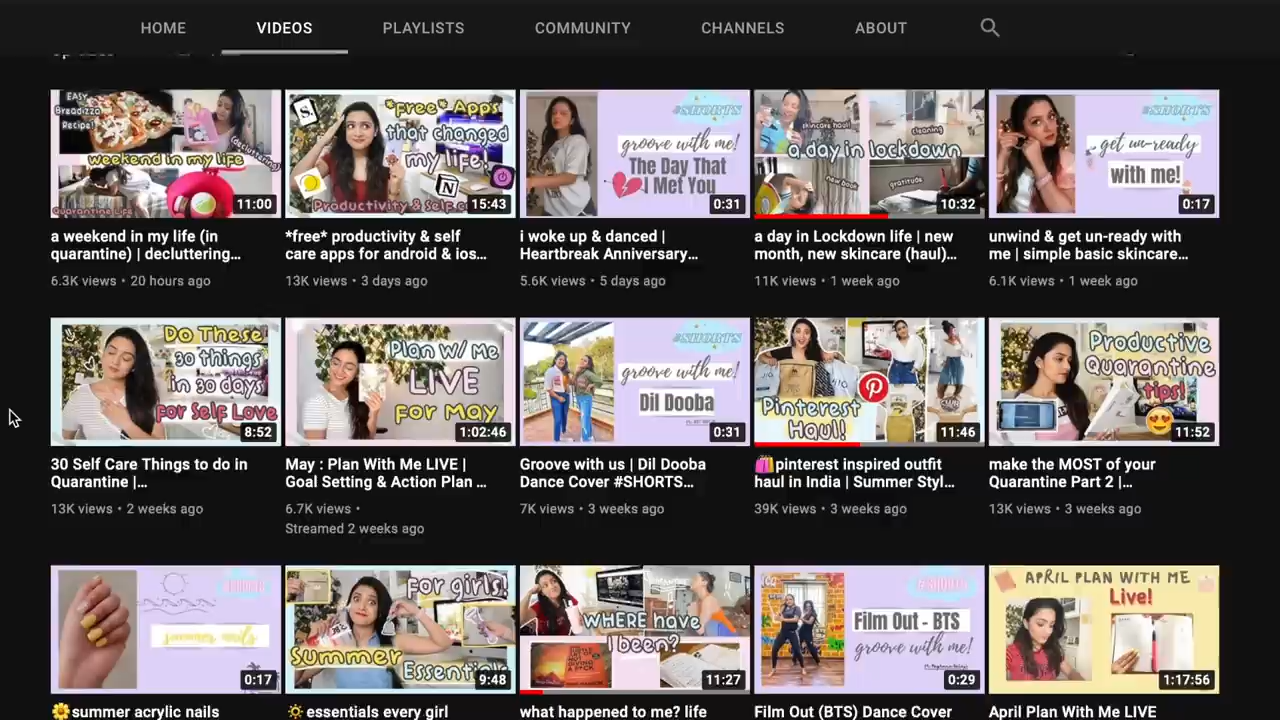 HOME VIDEOS PLAYLISTS COMMUNITY CHANNELS ABOUT
EASY
Breadizza
Recipe!
(decluttering)
weekend in my life
Quarantine Life
11:00
*free* Apps
that changed
my life!
Productivity & Self
15:43
#SHORTS
groove with me!
The Day That
I Met You
0:31
skincare haul!
cleaning
a day in lockdown
new book
gratitude
10:32
#SHORTS
get un-ready
with me!
0:17
a weekend in my life (in
quarantine) | decluttering...
6.3K views • 20 hours ago
*free* productivity & self
care apps for android & ios...
13K views • 3 days ago
i woke up & danced |
Heartbreak Anniversary...
5.6K views • 5 days ago
a day in Lockdown life | new
month, new skincare (haul)...
11K views • 1 week ago
unwind & get un-ready with
me | simple basic skincare...
6.1K views • 1 week ago
Do These
30 things
in 30 days
for Self Love
8:52
Plan w/ Me
LIVE
for May
1:02:46
#SHORTS
groove with me!
Dil Dooba
0:31
Pinterest
Haul!
11:46
Productive
Quarantine
tips!
11:52
30 Self Care Things to do in
Quarantine |...
13K views • 2 weeks ago
May : Plan With Me LIVE |
Goal Setting & Action Plan ...
6.7K views •
Streamed 2 weeks ago
Groove with us | Dil Dooba
Dance Cover #SHORTS...
7K views • 3 weeks ago
🛍️pinterest inspired outfit
haul in India | Summer Styl...
39K views • 3 weeks ago
make the MOST of your
Quarantine Part 2 |...
13K views • 3 weeks ago
summer nails
0:17
For girls!
Summer
Essentials
9:48
WHERE have
I been?
11:27
#SHORTS
Film Out - BTS
groove with me!
0:29
APRIL PLAN WITH ME
Live!
1:17:56
🌼summer acrylic nails
🔆essentials every girl
what happened to me? life
Film Out (BTS) Dance Cover
April Plan With Me LIVE